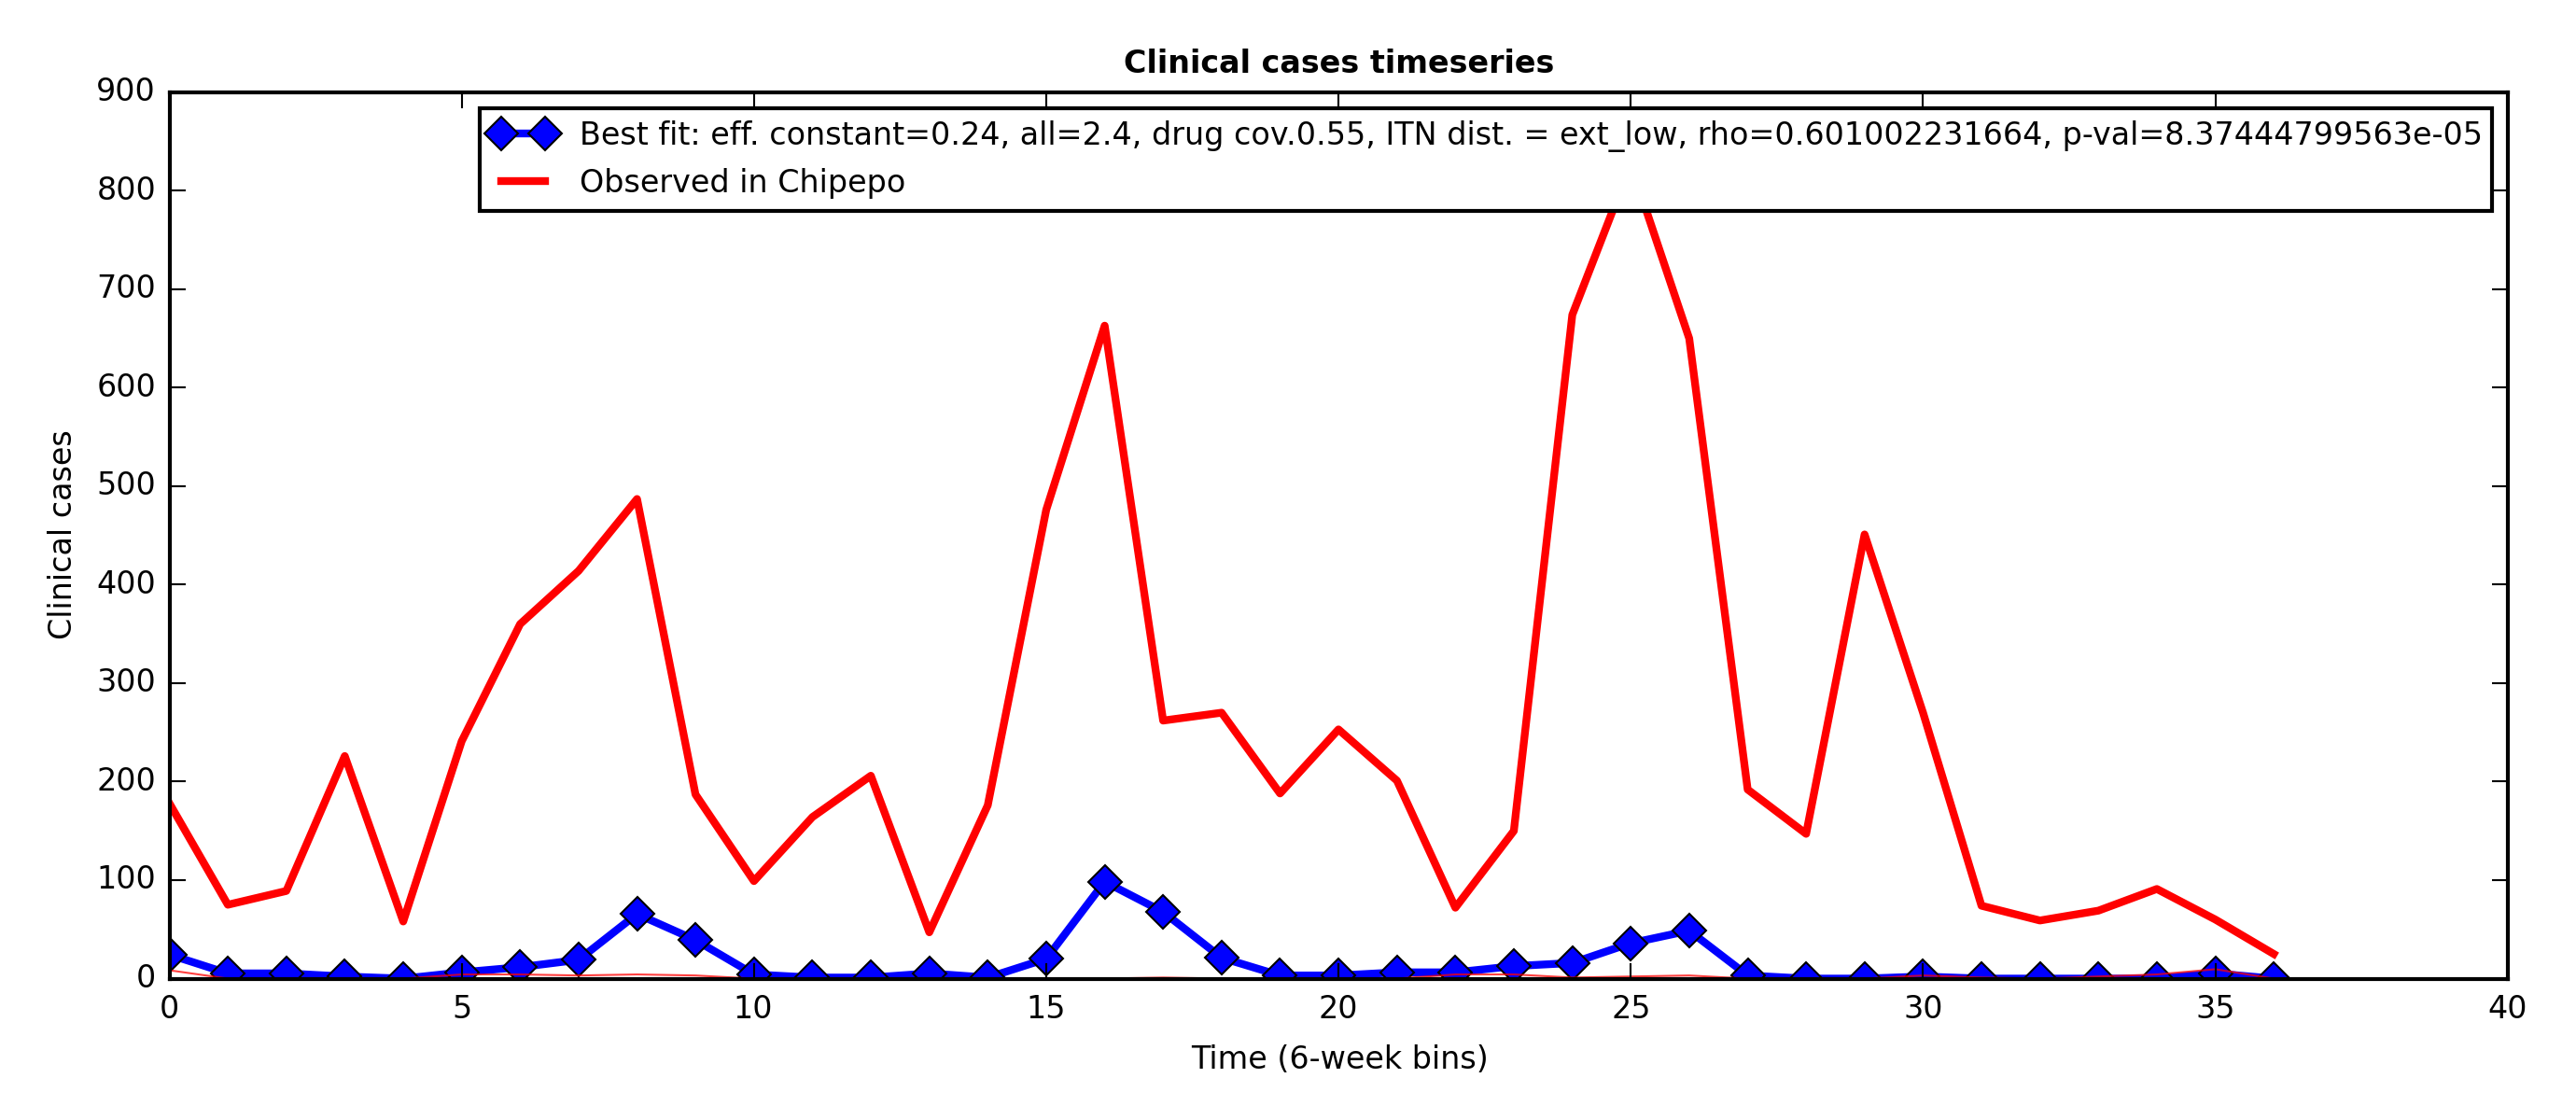 Clinical cases timeseries
900
800
700
600
500
400
300
200
100
0
Clinical cases
Best fit: eff. constant=0.24, all=2.4, drug cov.0.55, ITN dist. = ext_low, rho=0.601002231664, p-val=8.37444799563e-05
Observed in Chipepo
0 5 10 15 20 25 30 35 40
Time (6-week bins)